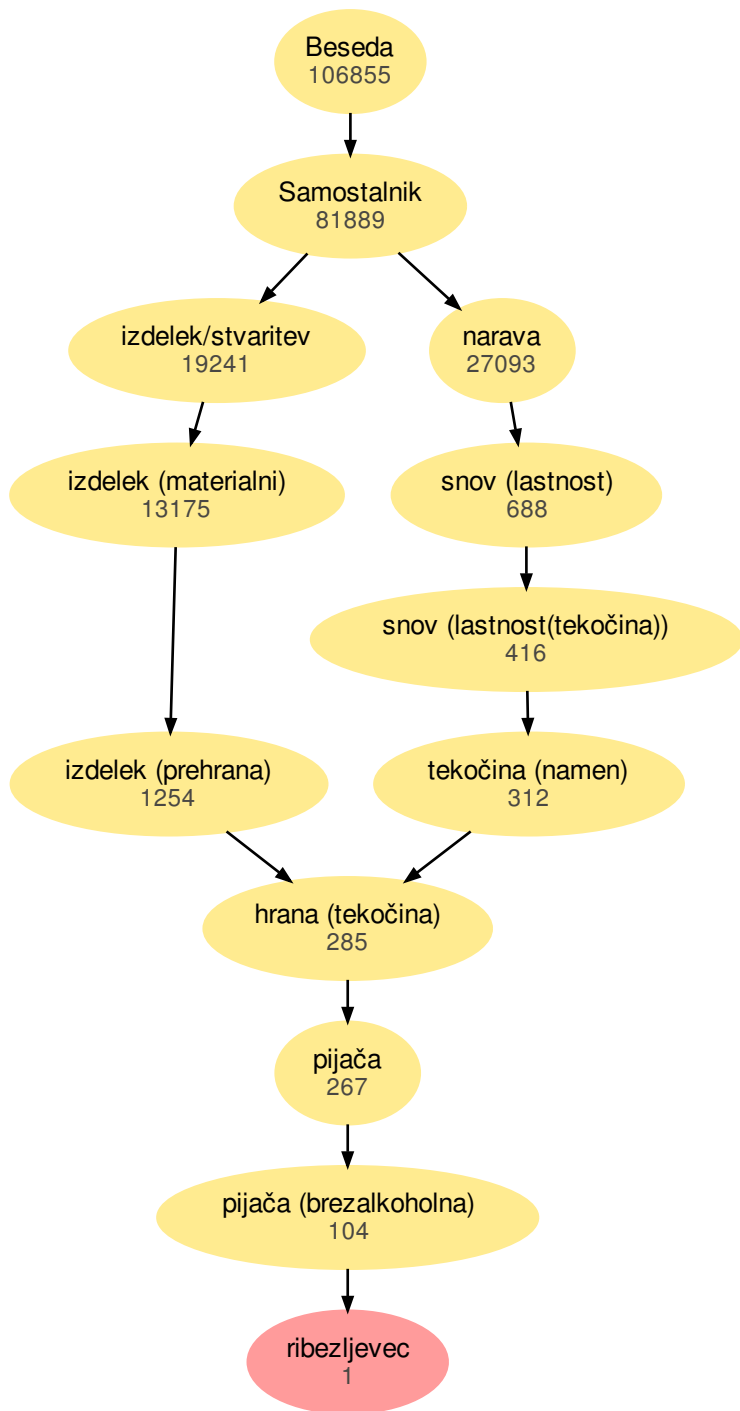 Beseda
106855
Samostalnik
81889
izdelek/stvaritev
19241
narava
27093
izdelek (materialni)
13175
snov (lastnost)
688
snov (lastnost(tekočina))
416
izdelek (prehrana)
1254
tekočina (namen)
312
hrana (tekočina)
285
pijača
267
pijača (brezalkoholna)
104
ribezljevec
1